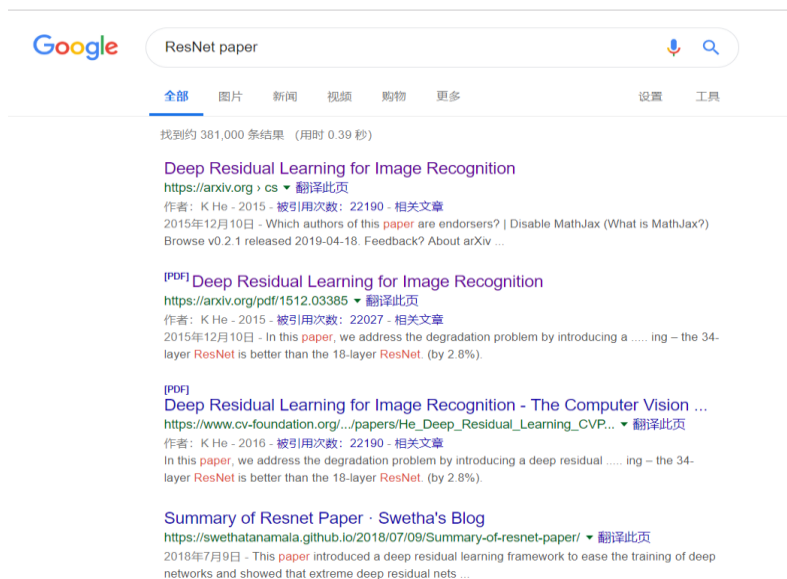 Google
ResNet paper
全部 图片 新闻 视频 购物 更多 设置 工具
找到约 381,000 条结果 (用时 0.39 秒)
Deep Residual Learning for Image Recognition
https://arxiv.org › cs ▼ 翻译此页
作者：K He - 2015 - 被引用次数：22190 - 相关文章
2015年12月10日 - Which authors of this paper are endorsers? | Disable MathJax (What is MathJax?)
Browse v0.2.1 released 2019-04-18. Feedback? About arXiv ...
[PDF] Deep Residual Learning for Image Recognition
https://arxiv.org/pdf/1512.03385 ▼ 翻译此页
作者：K He - 2015 - 被引用次数：22027 - 相关文章
2015年12月10日 - In this paper, we address the degradation problem by introducing a ..... ing – the 34-
layer ResNet is better than the 18-layer ResNet. (by 2.8%).
[PDF]
Deep Residual Learning for Image Recognition - The Computer Vision ...
https://www.cv-foundation.org/.../papers/He_Deep_Residual_Learning_CVP... ▼ 翻译此页
作者：K He - 2016 - 被引用次数：22190 - 相关文章
In this paper, we address the degradation problem by introducing a deep residual ..... ing – the 34-
layer ResNet is better than the 18-layer ResNet. (by 2.8%).
Summary of Resnet Paper · Swetha's Blog
https://swethatanamala.github.io/2018/07/09/Summary-of-resnet-paper/ ▼ 翻译此页
2018年7月9日 - This paper introduced a deep residual learning framework to ease the training of deep
networks and showed that extreme deep residual nets ...